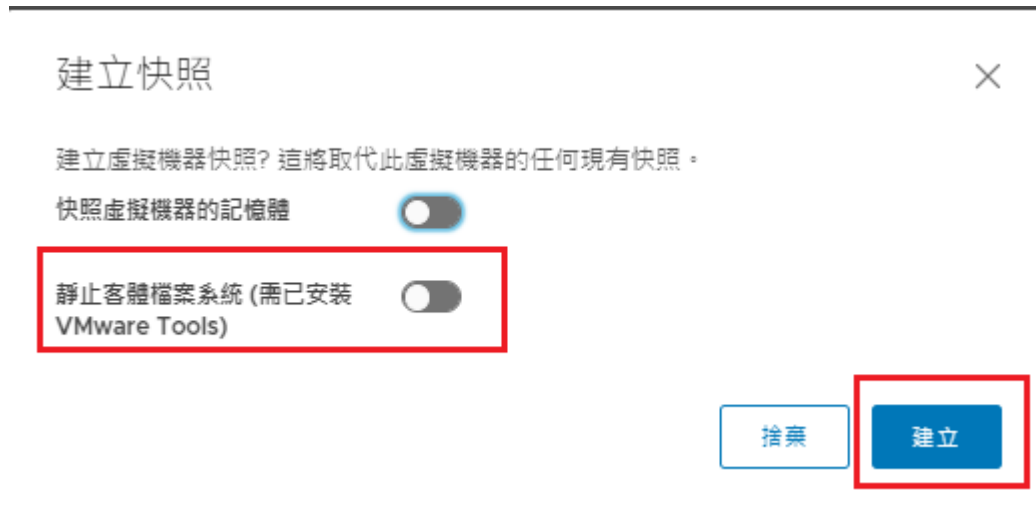 建立快照
建立虛擬機器快照? 這將取代此虛擬機器的任何現有快照。
快照虛擬機器的記憶體
靜止客體檔案系統 (需已安裝
VMware Tools)
捨棄
建立